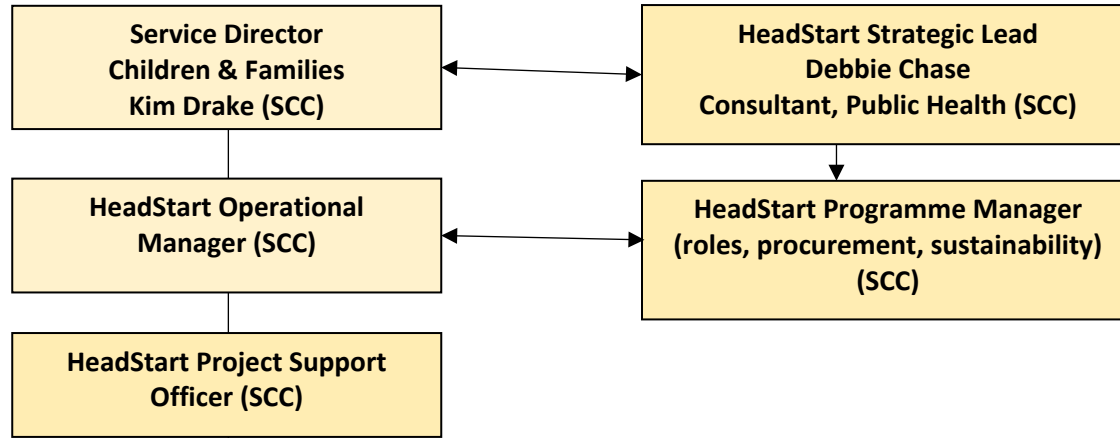 Service Director
Children & Families
Kim Drake (SCC)
HeadStart Strategic Lead
Debbie Chase
Consultant, Public Health (SCC)
HeadStart Operational
Manager (SCC)
HeadStart Programme Manager
(roles, procurement, sustainability)
(SCC)
HeadStart Project Support
Officer (SCC)